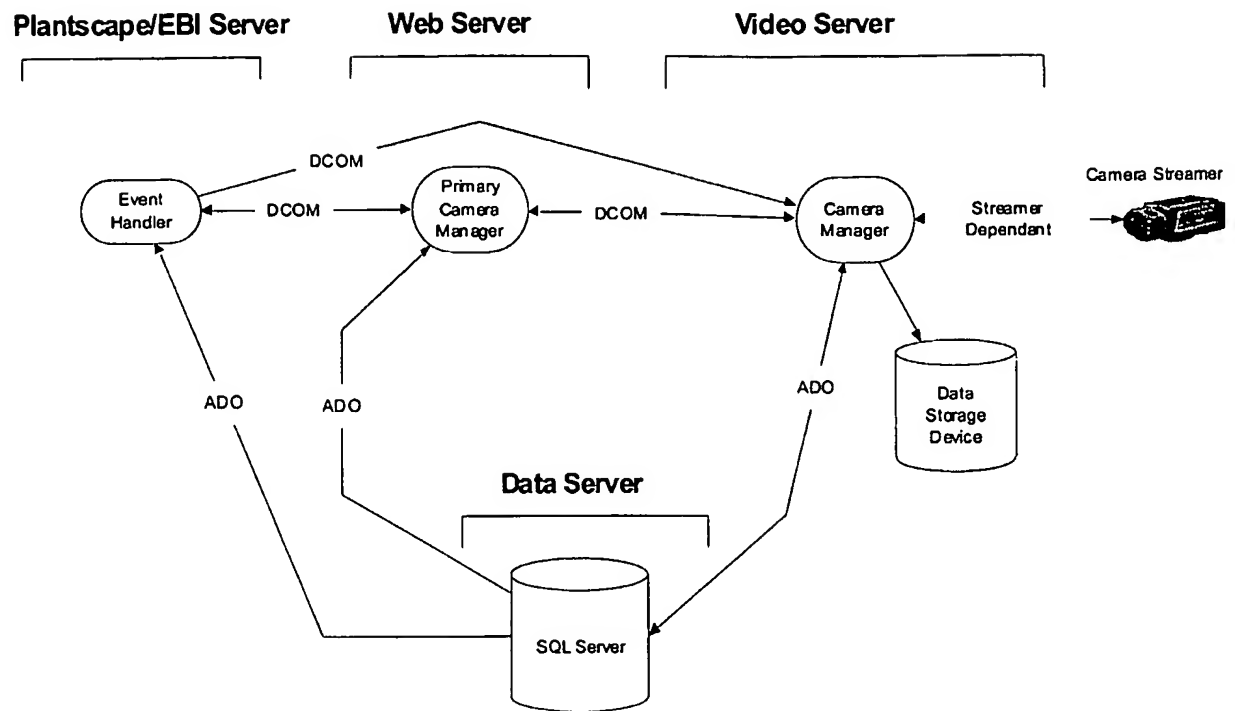 Plantscape/EBI Server
Web Server
Video Server
DCOM
Event
Handler
DCOM
Primary
Camera
Manager
DCOM
Camera
Manager
Streamer
Dependant
Camera Streamer
ADO
ADO
ADO
Data
Storage
Device
Data Server
SQL Server